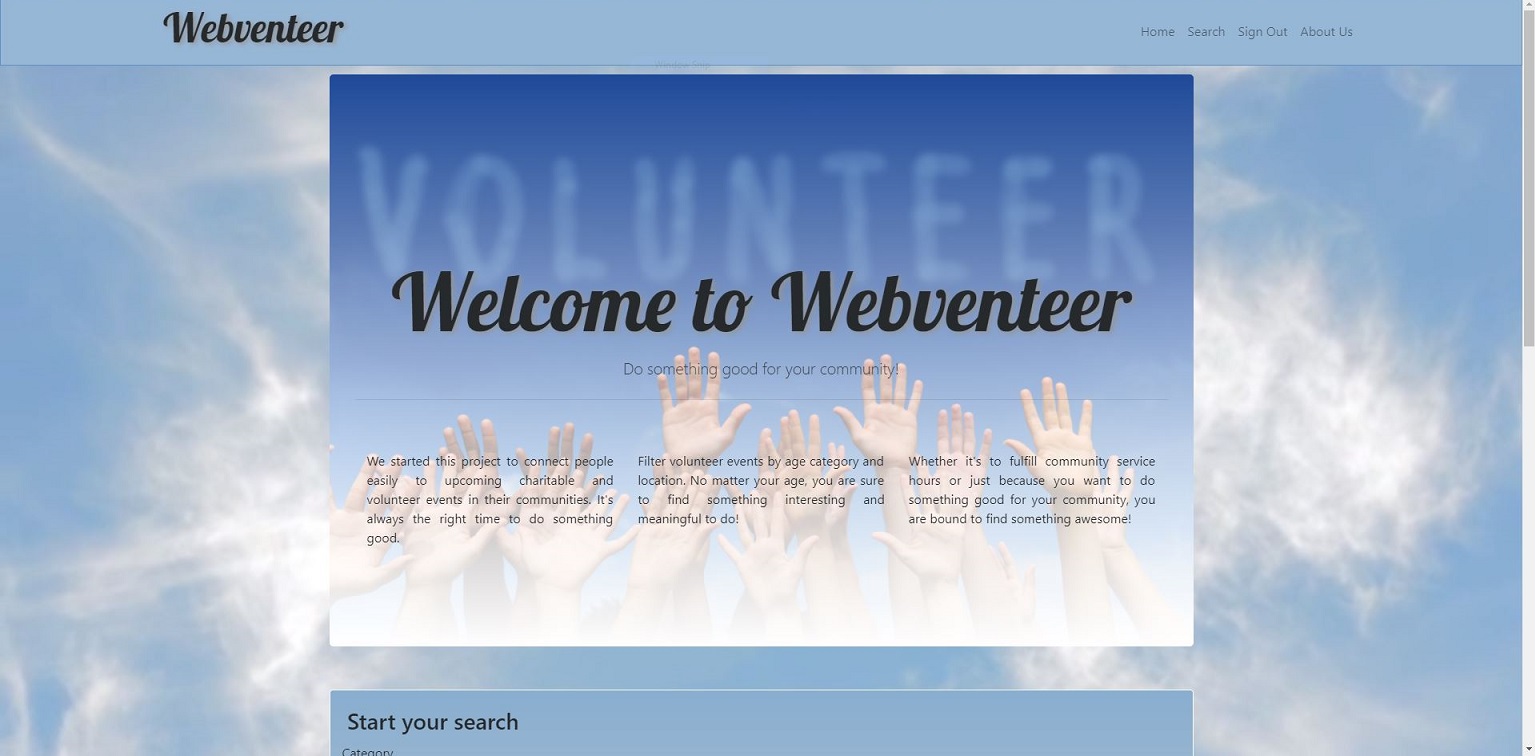 Webventeer
Home Search Sign Out About Us
VOLUNTEER
Welcome to Webventeer
Do something good for your community!
We started this project to connect people
easily to upcoming charitable and
volunteer events in their communities. It's
always the right time to do something
good.
Filter volunteer events by age category and
location. No matter your age, you are sure
to find something interesting and
meaningful to do!
Whether it's to fulfill community service
hours or just because you want to do
something good for your community, you
are bound to find something awesome!
Start your search
Category